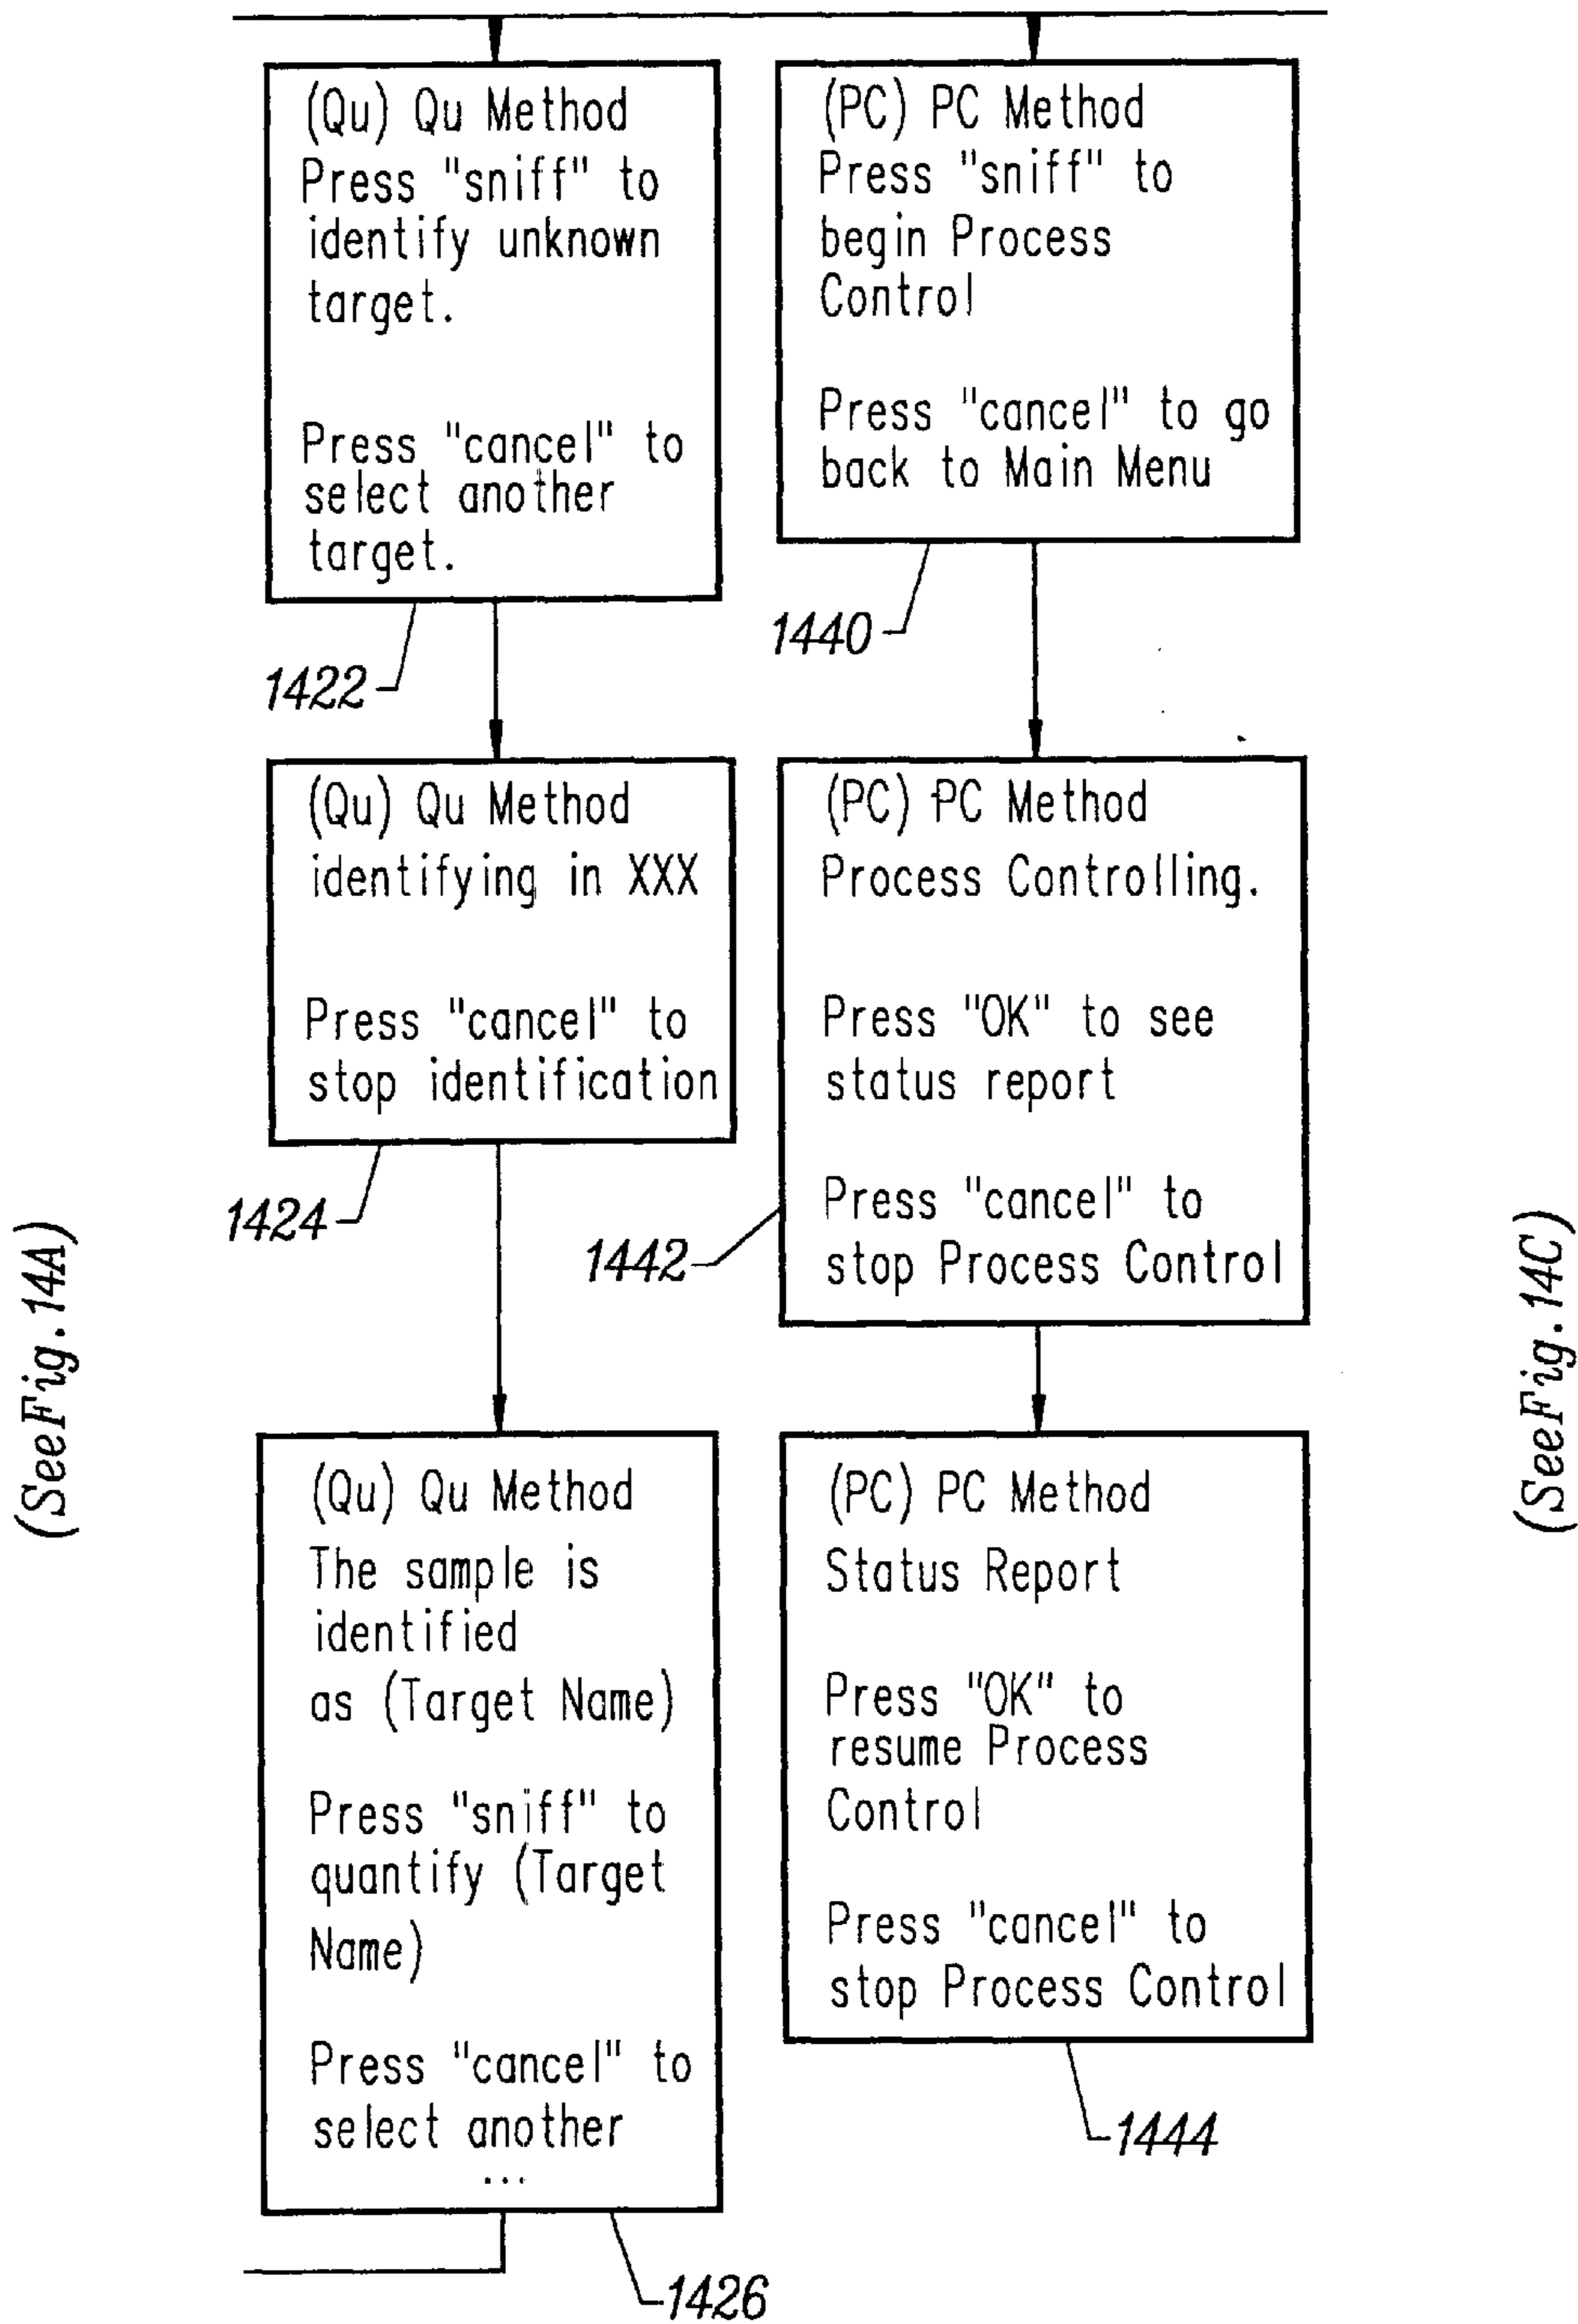 (Qu) Qu Method
Press "sniff" to
identify unknown
target.
Press "cancel" to
select another
target.
1422
(Qu) Qu Method
identifying in XXX
Press "cancel" to
stop identification
1424
(Qu) Qu Method
The sample is
identified
as (Target Name)
Press "sniff" to
quantify (Target
Name)
Press "cancel" to
select another
...
1426
(PC) PC Method
Press "sniff" to
begin Process
Control
Press "cancel" to go
back to Main Menu
1440
(PC) PC Method
Process Controlling.
Press "OK" to see
status report
Press "cancel" to
stop Process Control
1442
(PC) PC Method
Status Report
Press "OK" to
resume Process
Control
Press "cancel" to
stop Process Control
1444
(See Fig. 14A)
(See Fig. 14C)